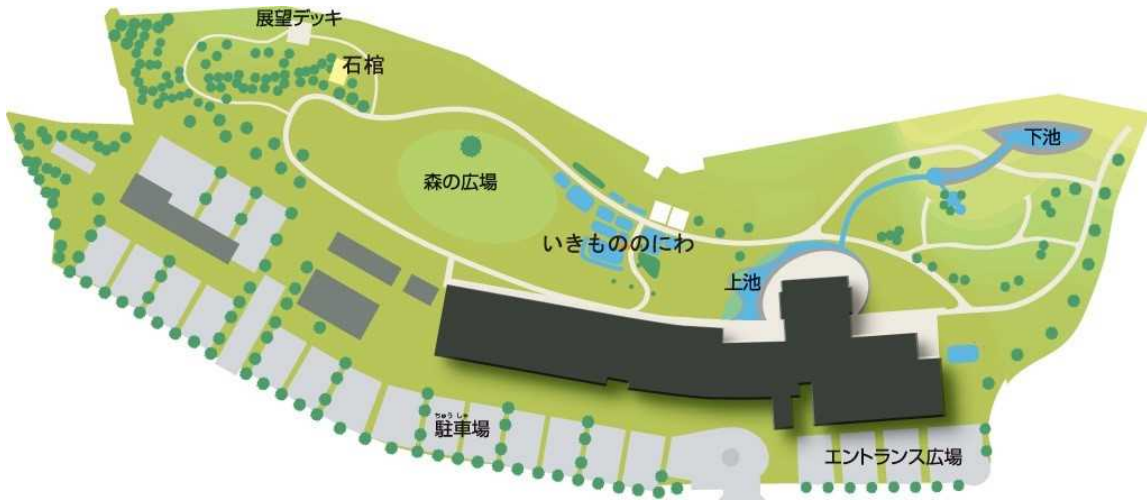 展望デッキ
石棺
下池
森の広場
いきもののにわ
上池
ちゅうしゃ
駐車場
エントランス広場